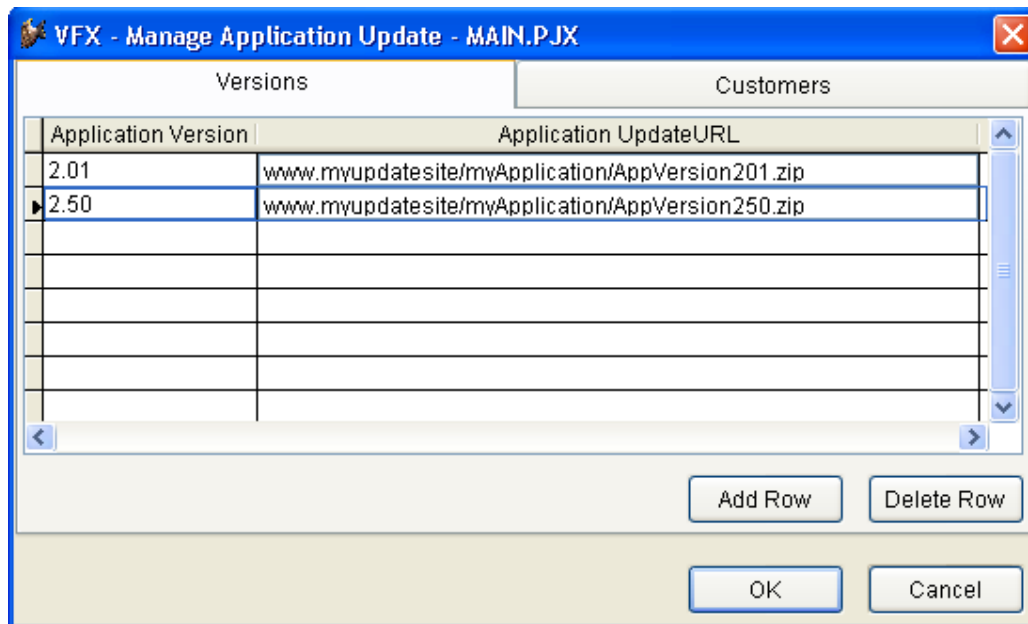 VFX - Manage Application Update - MAIN.PJX
Versions Customers
Application Version Application UpdateURL
2.01 www.myupdatesite/myApplication/AppVersion201.zip
2.50 www.myupdatesite/myApplication/AppVersion250.zip
Add Row Delete Row
OK Cancel